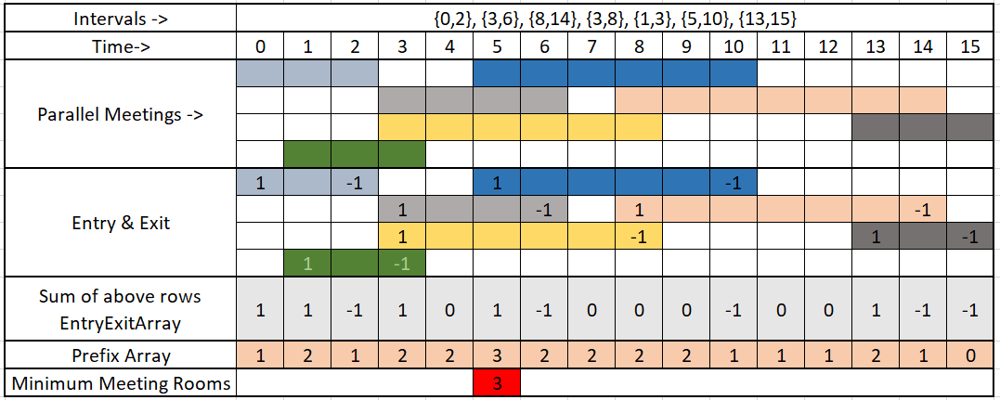 Intervals -> {0,2}, {3,6}, {8,14}, {3,8}, {1,3}, {5,10}, {13,15}
Time-> 0 1 2 3 4 5 6 7 8 9 10 11 12 13 14 15
Parallel Meetings ->
1 -1 1 -1
1 -1 1 -1
Entry & Exit
1 -1 1 -1
1 -1
Sum of above rows
EntryExitArray
1 1 -1 1 0 1 -1 0 0 0 -1 0 0 1 -1 -1
Prefix Array 1 2 1 2 2 3 2 2 2 2 1 1 1 2 1 0
Minimum Meeting Rooms 3